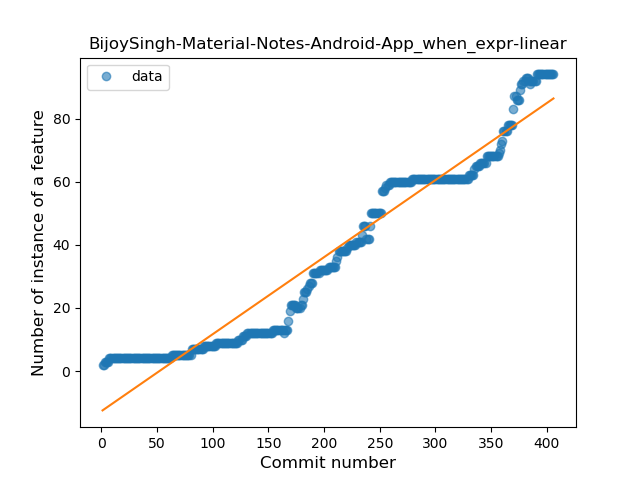 BijoySingh-Material-Notes-Android-App_when_expr-linear
data
Number of instance of a feature
80
60
40
20
0
0 50 100 150 200 250 300 350 400
Commit number